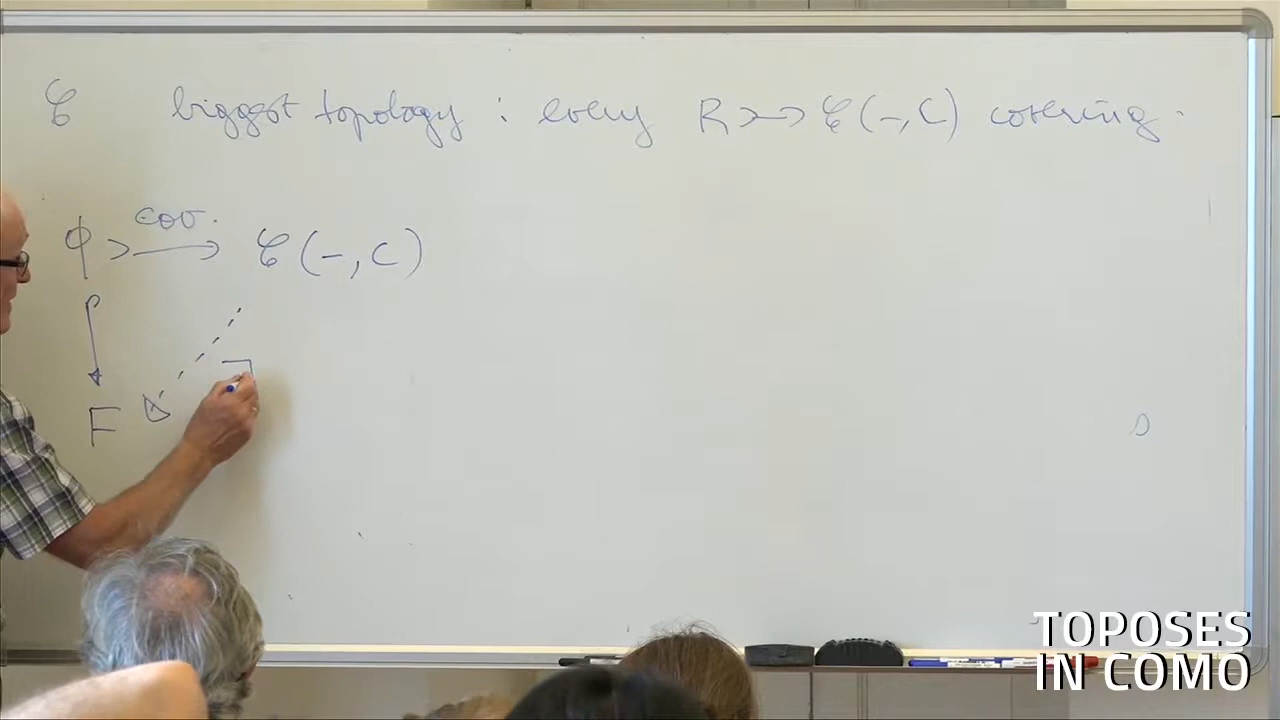 𝒞 biggest topology : every R ↣ 𝒞(-, C) covering.
cov.
ϕ ↣ 𝒞(-, C)
F
TOPOSES
IN COMO